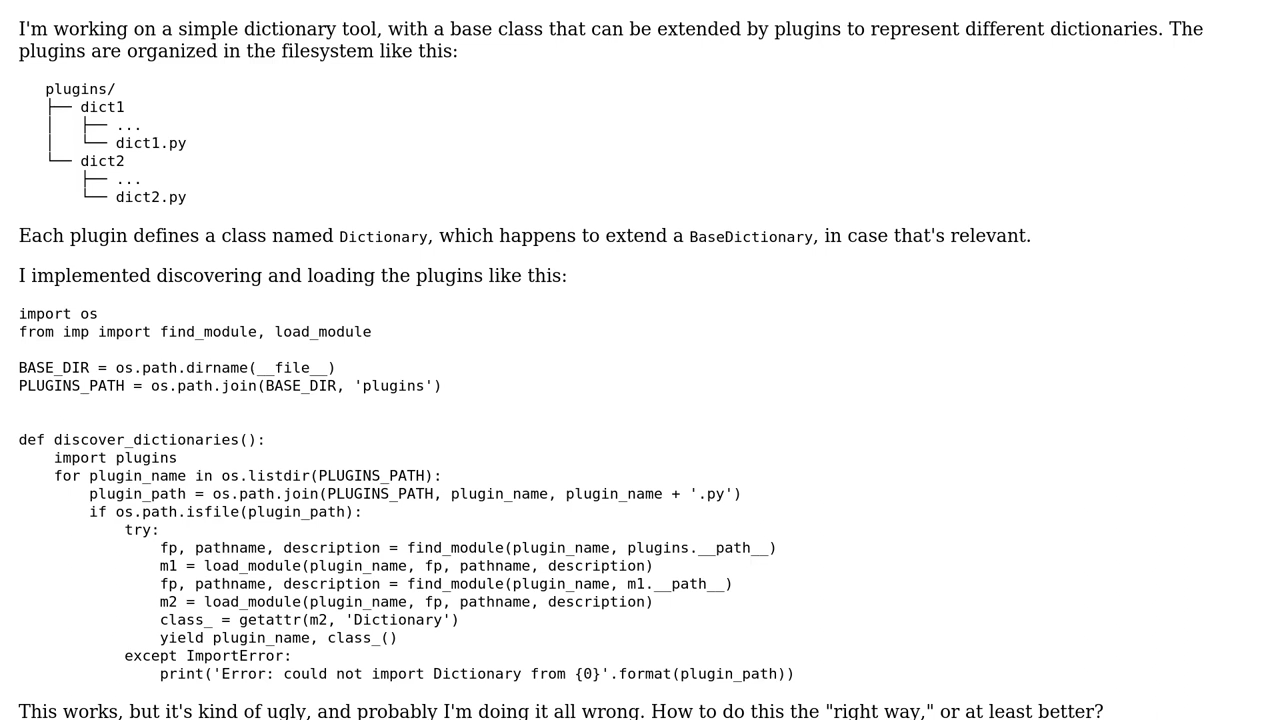 I'm working on a simple dictionary tool, with a base class that can be extended by plugins to represent different dictionaries. The
plugins are organized in the filesystem like this:
plugins/
├── dict1
│   ├── ...
│   └── dict1.py
└── dict2
    ├── ...
    └── dict2.py
Each plugin defines a class named Dictionary, which happens to extend a BaseDictionary, in case that's relevant.
I implemented discovering and loading the plugins like this:
import os
from imp import find_module, load_module
BASE_DIR = os.path.dirname(__file__)
PLUGINS_PATH = os.path.join(BASE_DIR, 'plugins')
def discover_dictionaries():
    import plugins
    for plugin_name in os.listdir(PLUGINS_PATH):
        plugin_path = os.path.join(PLUGINS_PATH, plugin_name, plugin_name + '.py')
        if os.path.isfile(plugin_path):
            try:
                fp, pathname, description = find_module(plugin_name, plugins.__path__)
                m1 = load_module(plugin_name, fp, pathname, description)
                fp, pathname, description = find_module(plugin_name, m1.__path__)
                m2 = load_module(plugin_name, fp, pathname, description)
                class_ = getattr(m2, 'Dictionary')
                yield plugin_name, class_()
            except ImportError:
                print('Error: could not import Dictionary from {0}'.format(plugin_path))
This works, but it's kind of ugly, and probably I'm doing it all wrong. How to do this the "right way," or at least better?